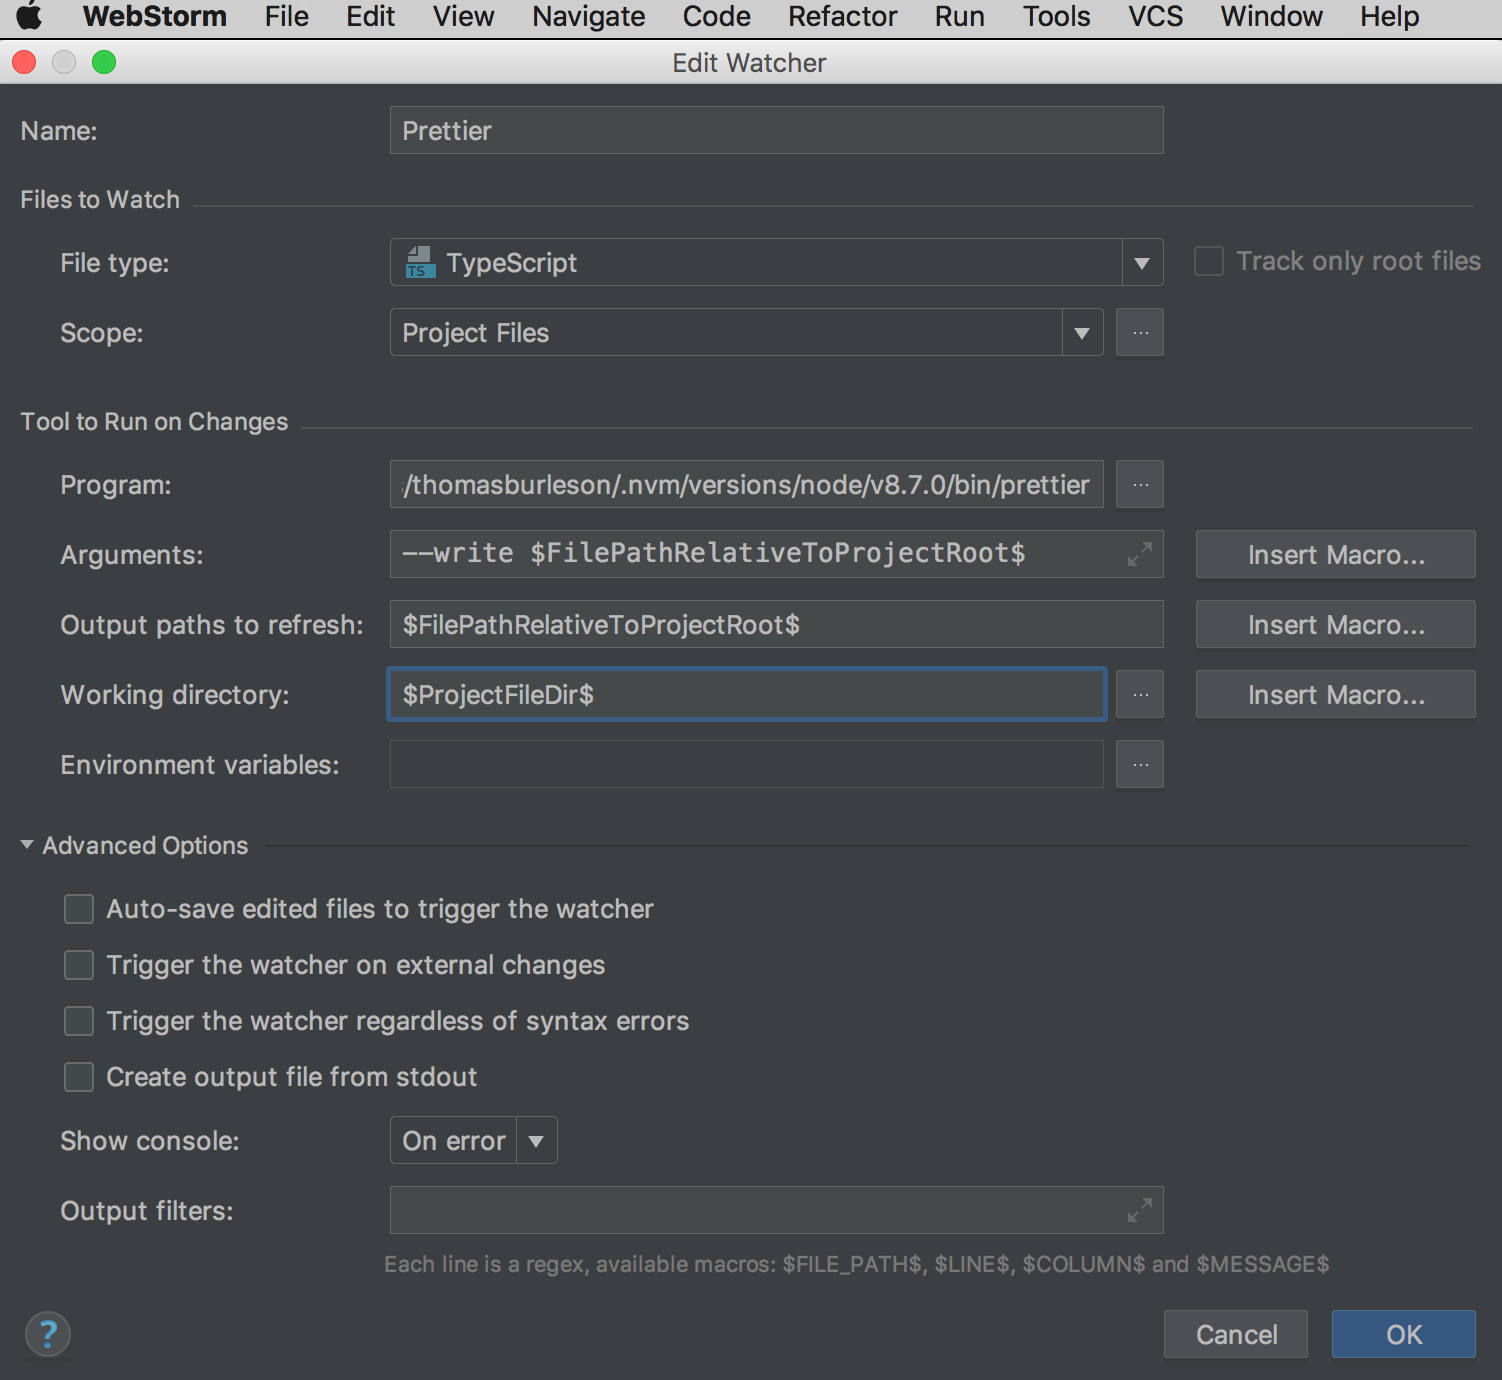 WebStorm File Edit View Navigate Code Refactor Run Tools VCS Window Help
Edit Watcher
Name: Prettier
Files to Watch
File type: TS TypeScript Track only root files
Scope: Project Files ...
Tool to Run on Changes
Program: /thomasburleson/.nvm/versions/node/v8.7.0/bin/prettier ...
Arguments: --write $FilePathRelativeToProjectRoot$ Insert Macro...
Output paths to refresh: $FilePathRelativeToProjectRoot$ Insert Macro...
Working directory: $ProjectFileDir$ ... Insert Macro...
Environment variables: ...
Advanced Options
Auto-save edited files to trigger the watcher
Trigger the watcher on external changes
Trigger the watcher regardless of syntax errors
Create output file from stdout
Show console: On error
Output filters:
Each line is a regex, available macros: $FILE_PATH$, $LINE$, $COLUMN$ and $MESSAGE$
? Cancel OK